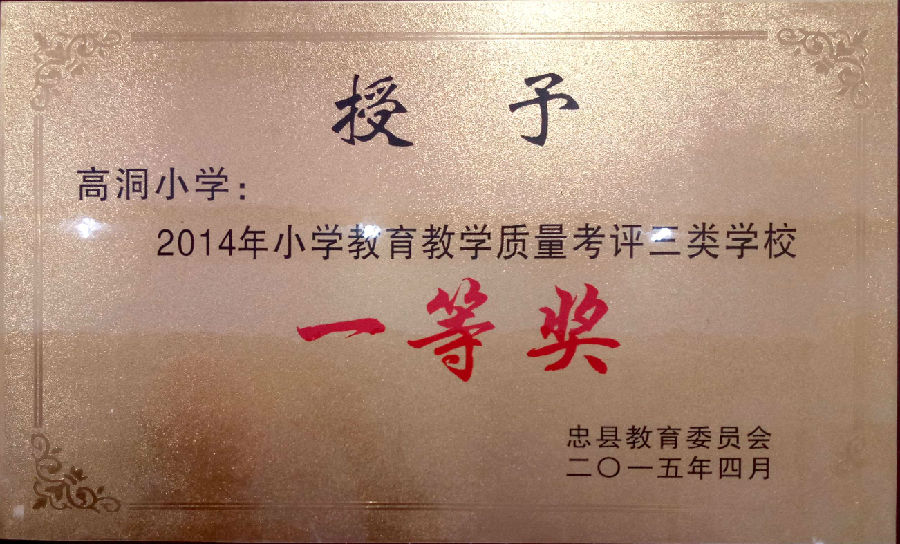 授予
高洞小学：
2014年小学教育教学质量考评三类学校
一等奖
忠县教育委员会
二〇一五年四月